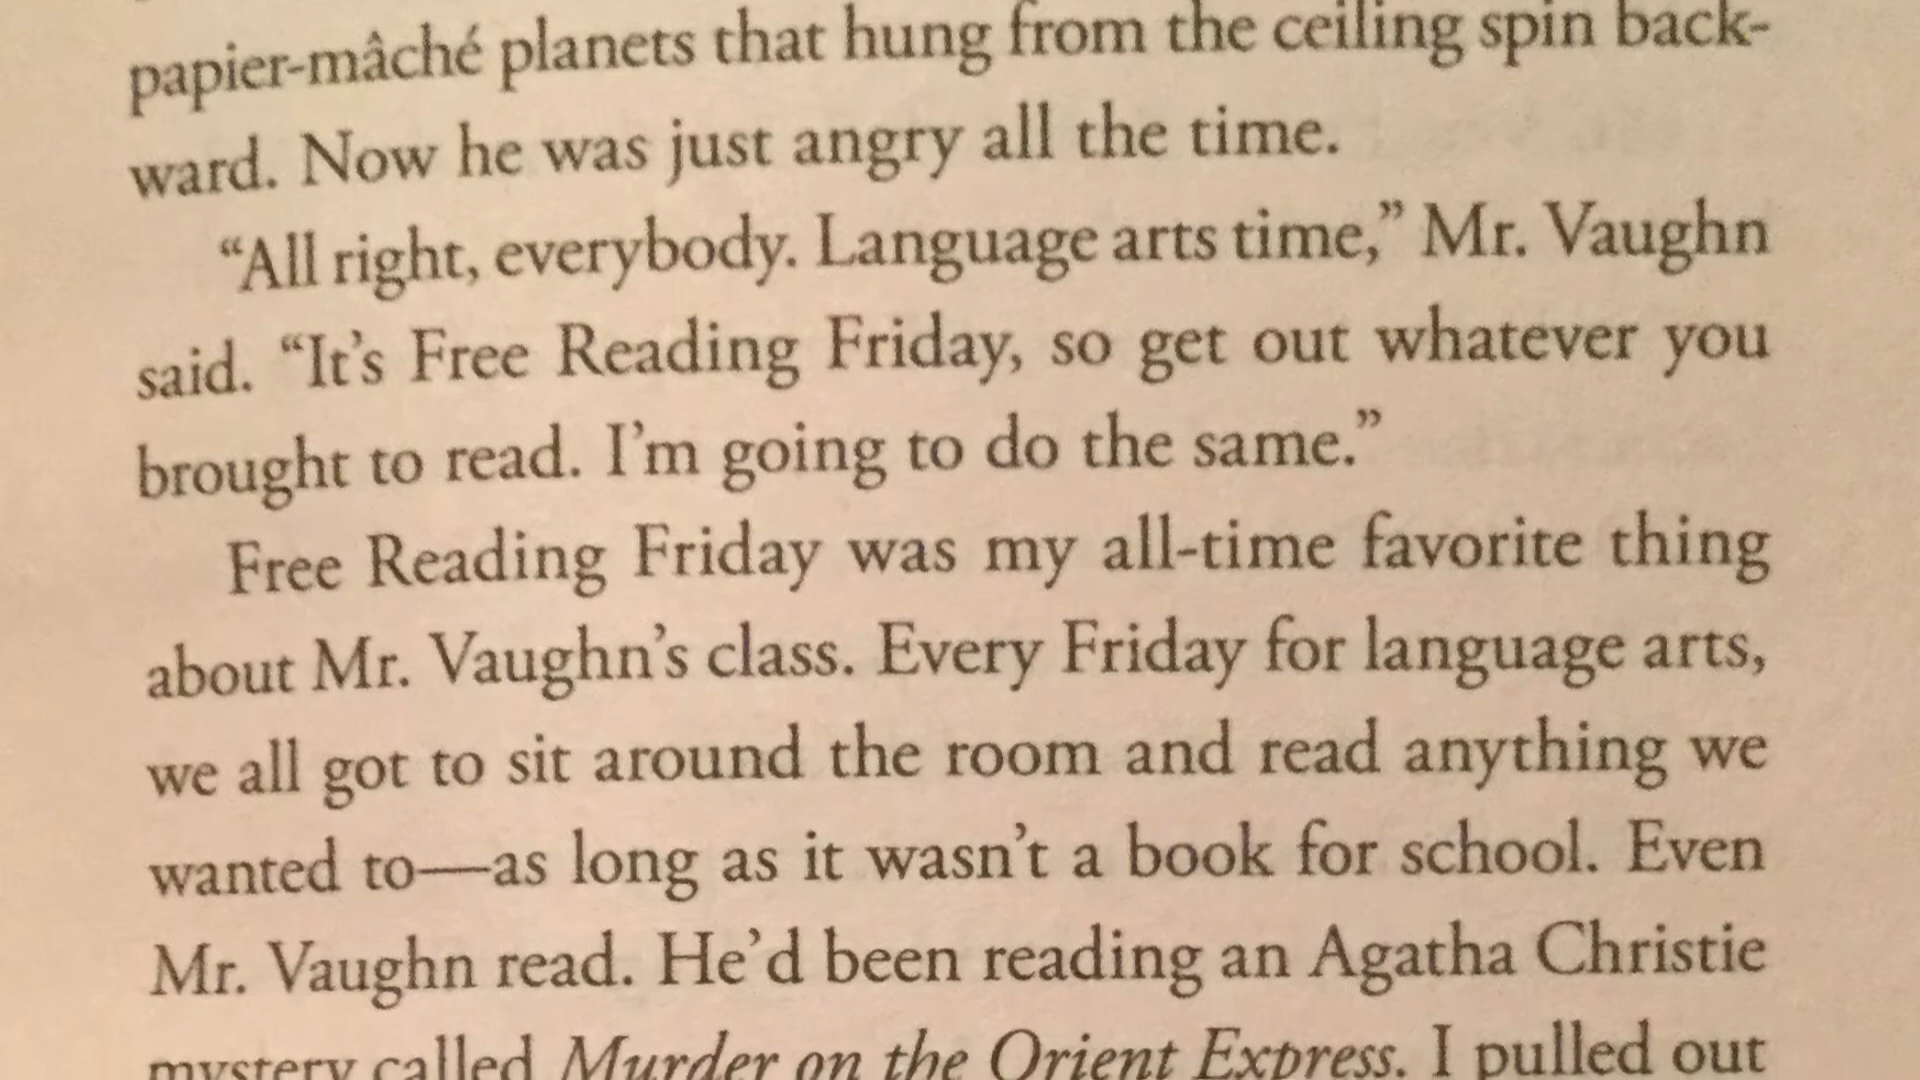 papier-mâché planets that hung from the ceiling spin back-
ward. Now he was just angry all the time.
“All right, everybody. Language arts time,” Mr. Vaughn
said. “It’s Free Reading Friday, so get out whatever you
brought to read. I’m going to do the same.”
Free Reading Friday was my all-time favorite thing
about Mr. Vaughn’s class. Every Friday for language arts,
we all got to sit around the room and read anything we
wanted to—as long as it wasn’t a book for school. Even
Mr. Vaughn read. He’d been reading an Agatha Christie
mystery called Murder on the Orient Express. I pulled out